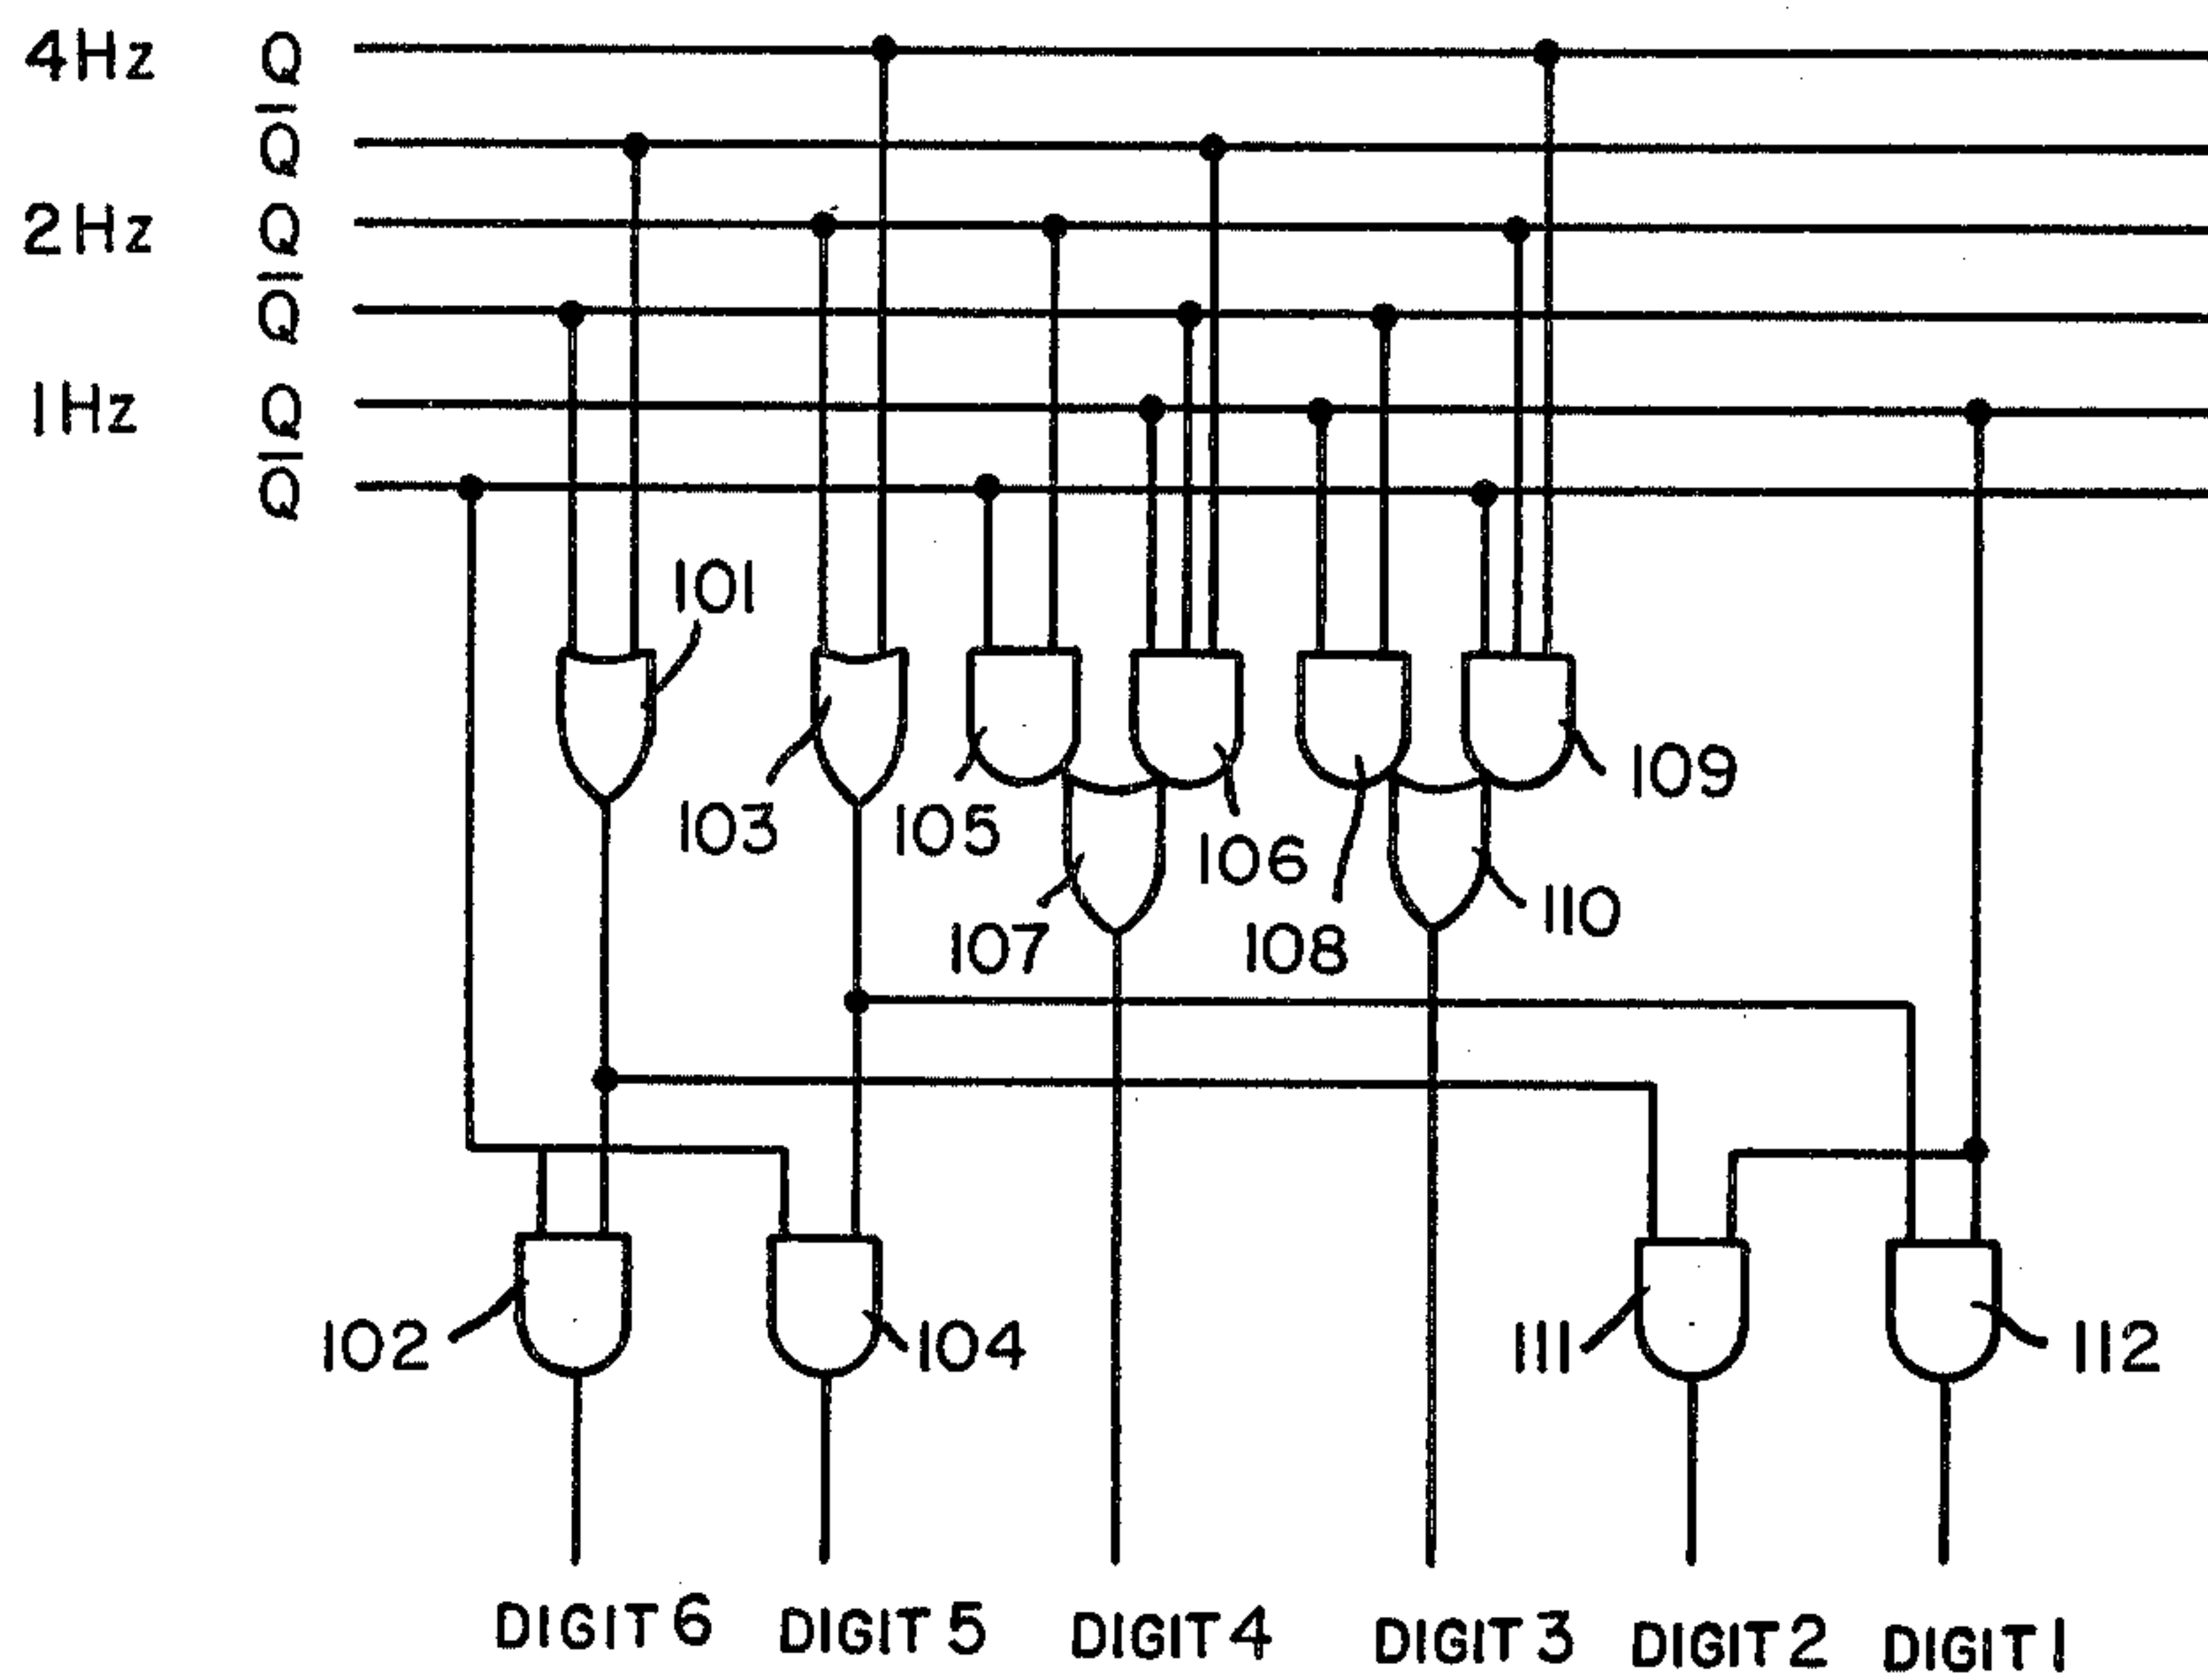 4Hz Q
Q̅
2Hz Q
Q̅
1Hz Q
Q̅
101
103
105
106
109
107
108
110
102
104
111
112
DIGIT 6
DIGIT 5
DIGIT 4
DIGIT 3
DIGIT 2
DIGIT 1